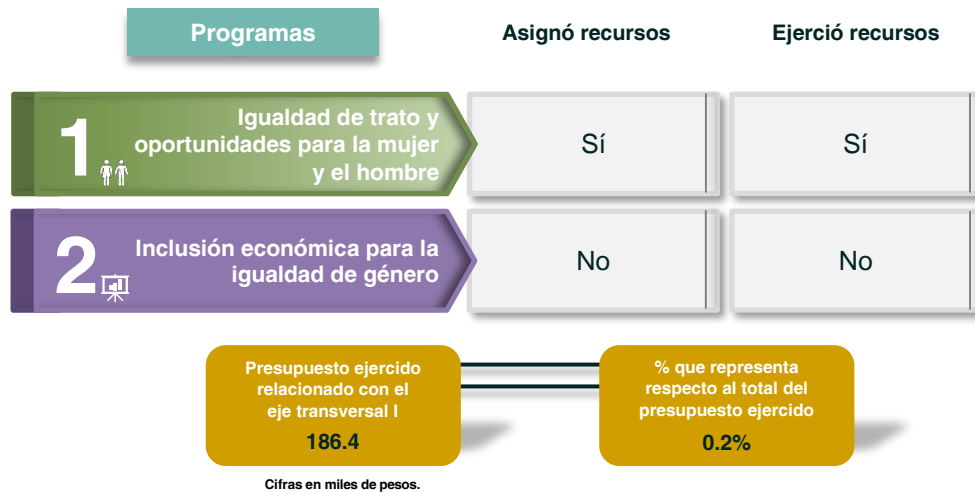 Programas
Asignó recursos
Ejerció recursos
1
Igualdad de trato y
oportunidades para la mujer
y el hombre
Sí
Sí
2
Inclusión económica para la
igualdad de género
No
No
Presupuesto ejercido
relacionado con el
eje transversal I
186.4
% que representa
respecto al total del
presupuesto ejercido
0.2%
Cifras en miles de pesos.